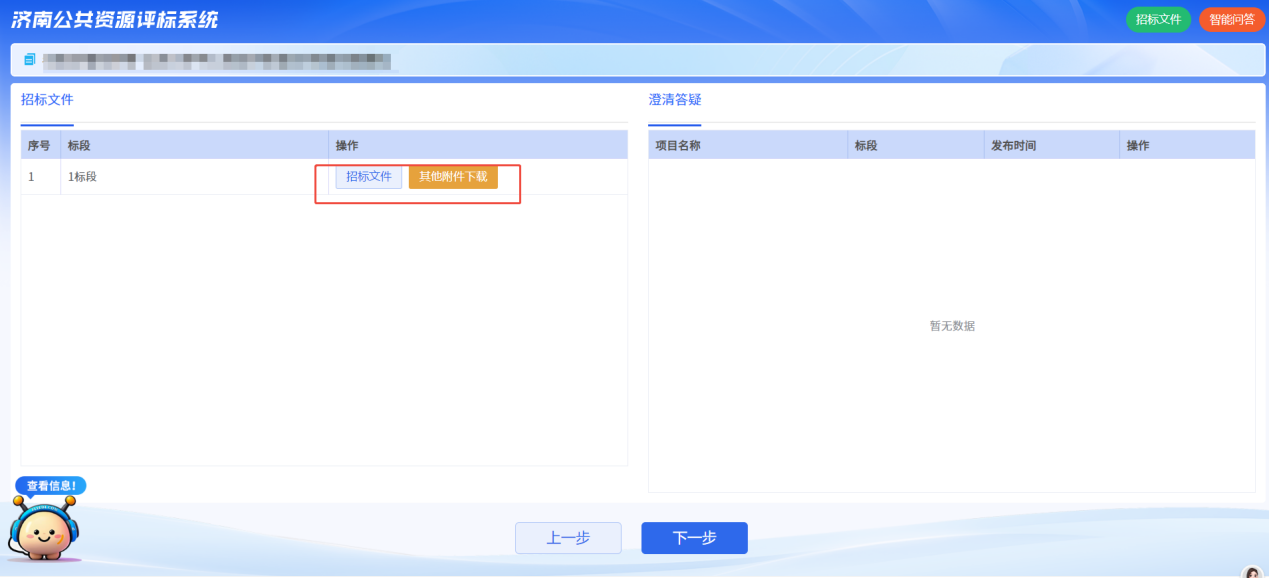 济南公共资源评标系统
招标文件 智能问答
招标文件
澄清答疑
序号 标段 操作
1 1标段 招标文件 其他附件下载
项目名称 标段 发布时间 操作
暂无数据
查看信息!
上一步 下一步